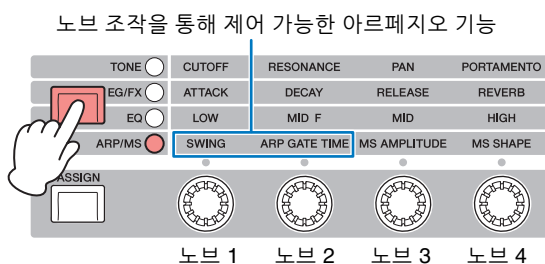 노브 조작을 통해 제어 가능한 아르페지오 기능
TONE CUTOFF RESONANCE PAN PORTAMENTO
EG/FX ATTACK DECAY RELEASE REVERB
EQ LOW MID F MID HIGH
ARP/MS SWING ARP GATE TIME MS AMPLITUDE MS SHAPE
ASSIGN
노브 1 노브 2 노브 3 노브 4